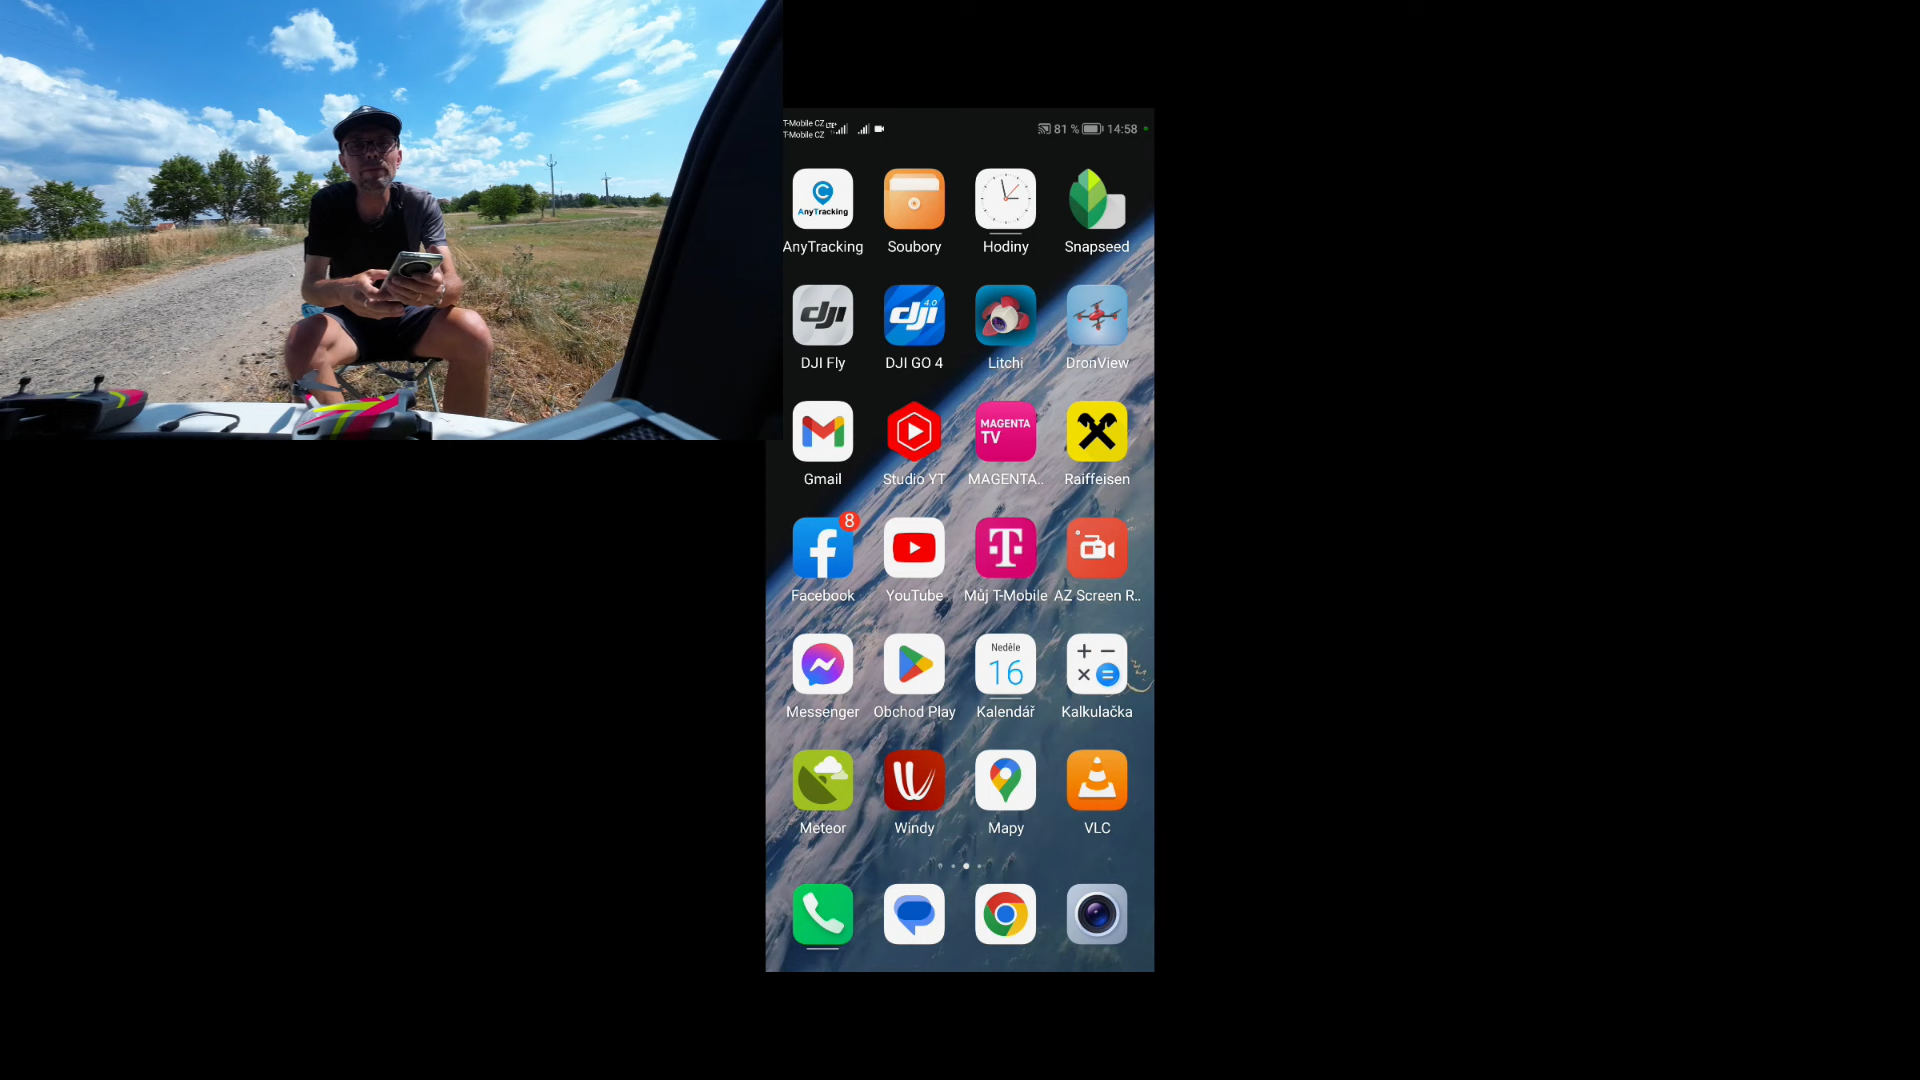 T-Mobile CZ
T-Mobile CZ
81 %
14:58
AnyTracking
AnyTracking
Soubory
Hodiny
Snapseed
dji
DJI Fly
dji 4.0
DJI GO 4
Litchi
DronView
Gmail
Studio YT
MAGENTA
TV
MAGENTA..
Raiffeisen
8
Facebook
YouTube
T
Můj T-Mobile
AZ Screen R..
Messenger
Obchod Play
Neděle
16
Kalendář
Kalkulačka
Meteor
Windy
Mapy
VLC